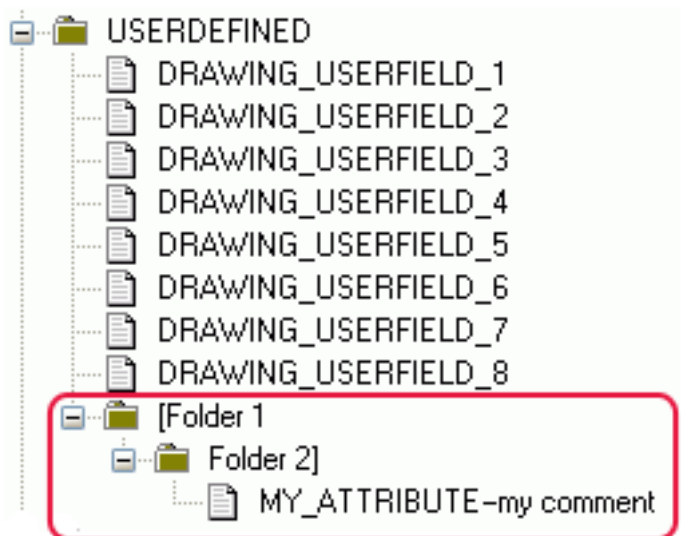 USERDEFINED
DRAWING_USERFIELD_1
DRAWING_USERFIELD_2
DRAWING_USERFIELD_3
DRAWING_USERFIELD_4
DRAWING_USERFIELD_5
DRAWING_USERFIELD_6
DRAWING_USERFIELD_7
DRAWING_USERFIELD_8
[Folder 1
Folder 2]
MY_ATTRIBUTE-my comment